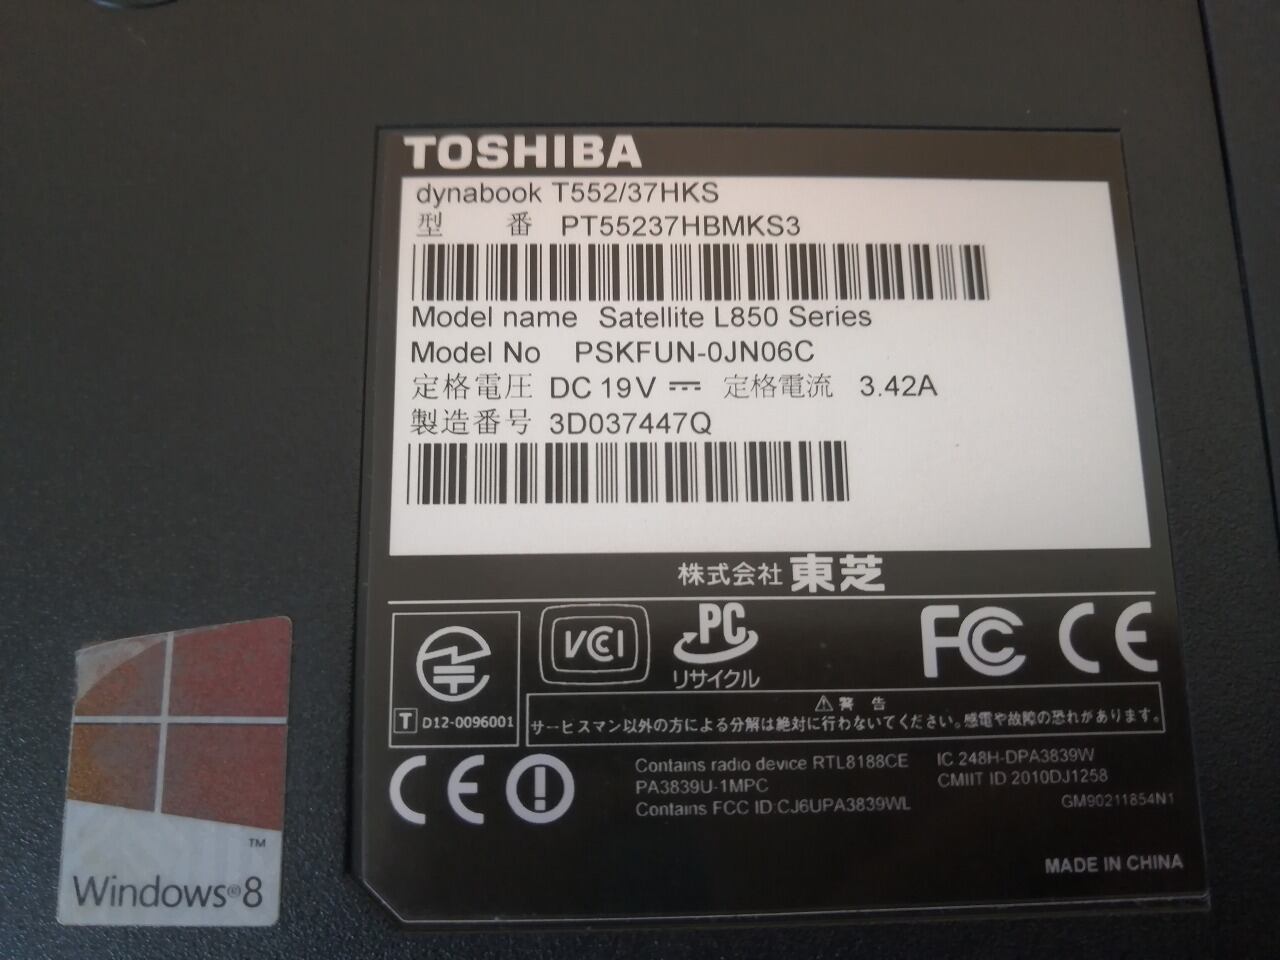 TOSHIBA
dynabook T552/37HKS
型 番 PT55237HBMKS3
Model name Satellite L850 Series
Model No PSKFUN-0JN06C
定格電圧 DC 19V 定格電流 3.42A
製造番号 3D037447Q
株式会社 東芝
VCCI
PC
リサイクル
FC CE
T D12-0096001
警 告
サービスマン以外の方による分解は絶対に行わないでください。感電や故障の恐れがあります。
CE
Contains radio device RTL8188CE
PA3839U-1MPC
Contains FCC ID:CJ6UPA3839WL
IC 248H-DPA3839W
CMIIT ID 2010DJ1258
GM90211854N1
MADE IN CHINA
Windows® 8 ™